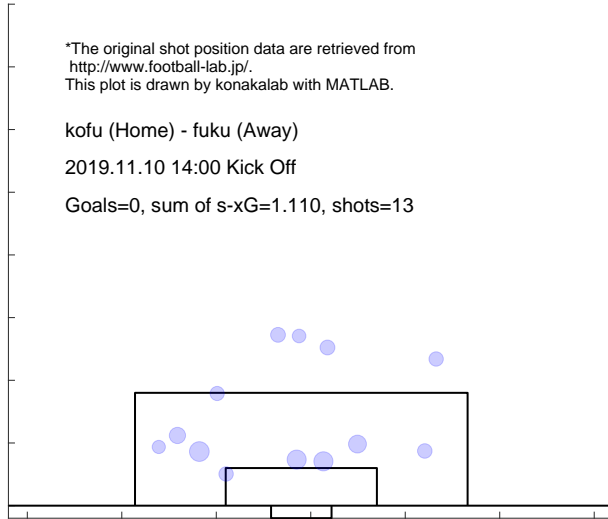 *The original shot position data are retrieved from
http://www.football-lab.jp/.
This plot is drawn by konakalab with MATLAB.
kofu (Home) - fuku (Away)
2019.11.10 14:00 Kick Off
Goals=0, sum of s-xG=1.110, shots=13